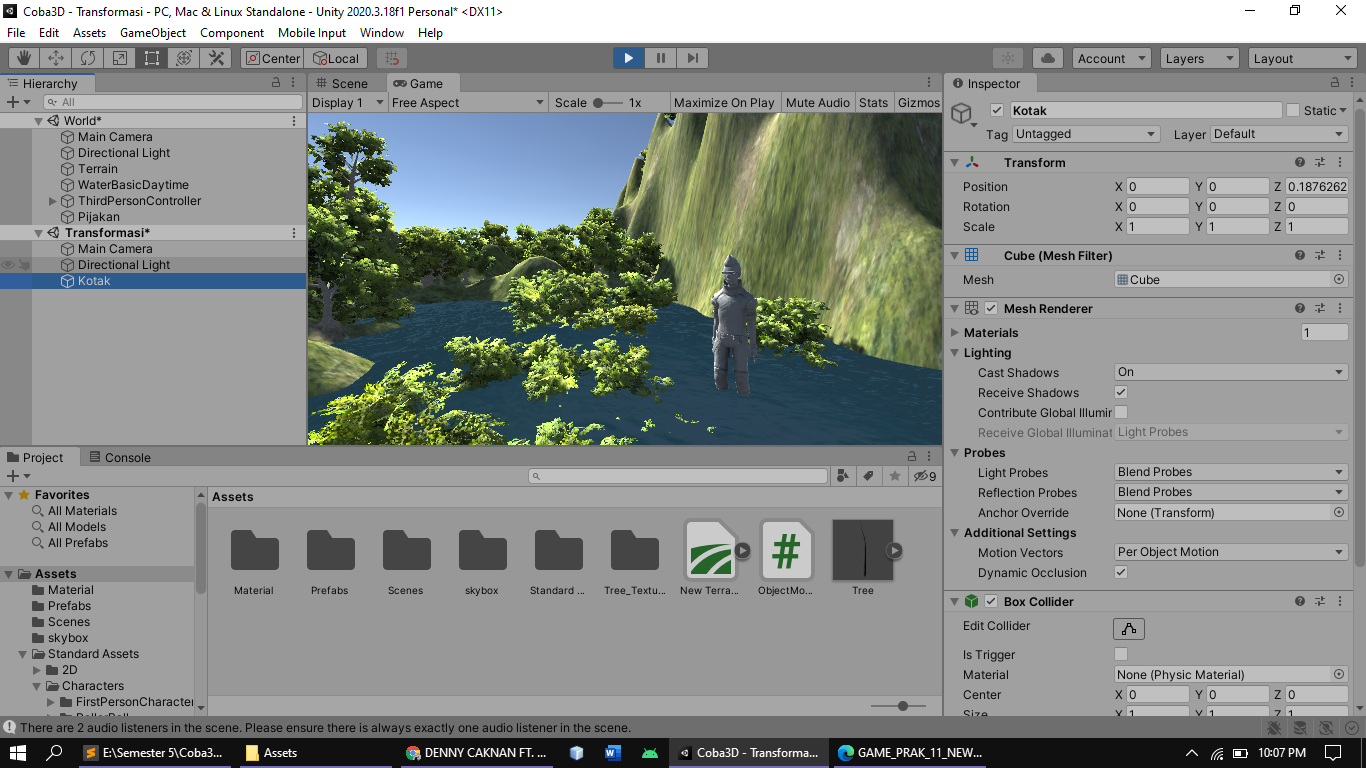 Coba3D - Transformasi - PC, Mac & Linux Standalone - Unity 2020.3.18f1 Personal* <DX11>
File Edit Assets GameObject Component Mobile Input Window Help
Center Local Account Layers Layout
Hierarchy
All
World*
Main Camera
Directional Light
Terrain
WaterBasicDaytime
ThirdPersonController
Pijakan
Transformasi*
Main Camera
Directional Light
Kotak
Scene Game
Display 1 Free Aspect Scale 1x Maximize On Play Mute Audio Stats Gizmos
Inspector
Kotak Static
Tag Untagged Layer Default
Transform
Position X 0 Y 0 Z 0.1876262
Rotation X 0 Y 0 Z 0
Scale X 1 Y 1 Z 1
Cube (Mesh Filter)
Mesh Cube
Mesh Renderer
Materials 1
Lighting
Cast Shadows On
Receive Shadows
Contribute Global Illumir
Receive Global Illuminat Light Probes
Probes
Light Probes Blend Probes
Reflection Probes Blend Probes
Anchor Override None (Transform)
Additional Settings
Motion Vectors Per Object Motion
Dynamic Occlusion
Box Collider
Edit Collider
Is Trigger
Material None (Physic Material)
Center X 0 Y 0 Z 0
Size X 1 Y 1 Z 1
Project Console
9
Favorites
All Materials
All Models
All Prefabs
Assets
Material
Prefabs
Scenes
skybox
Standard Assets
2D
Characters
FirstPersonCharacter
RollerBall
Assets
Material Prefabs Scenes skybox Standard ... Tree_Textu... New Terra... ObjectMo... Tree
There are 2 audio listeners in the scene. Please ensure there is always exactly one audio listener in the scene.
E:\Semester 5\Coba3... Assets DENNY CAKNAN FT. ... Coba3D - Transforma... GAME_PRAK_11_NEW... 10:07 PM